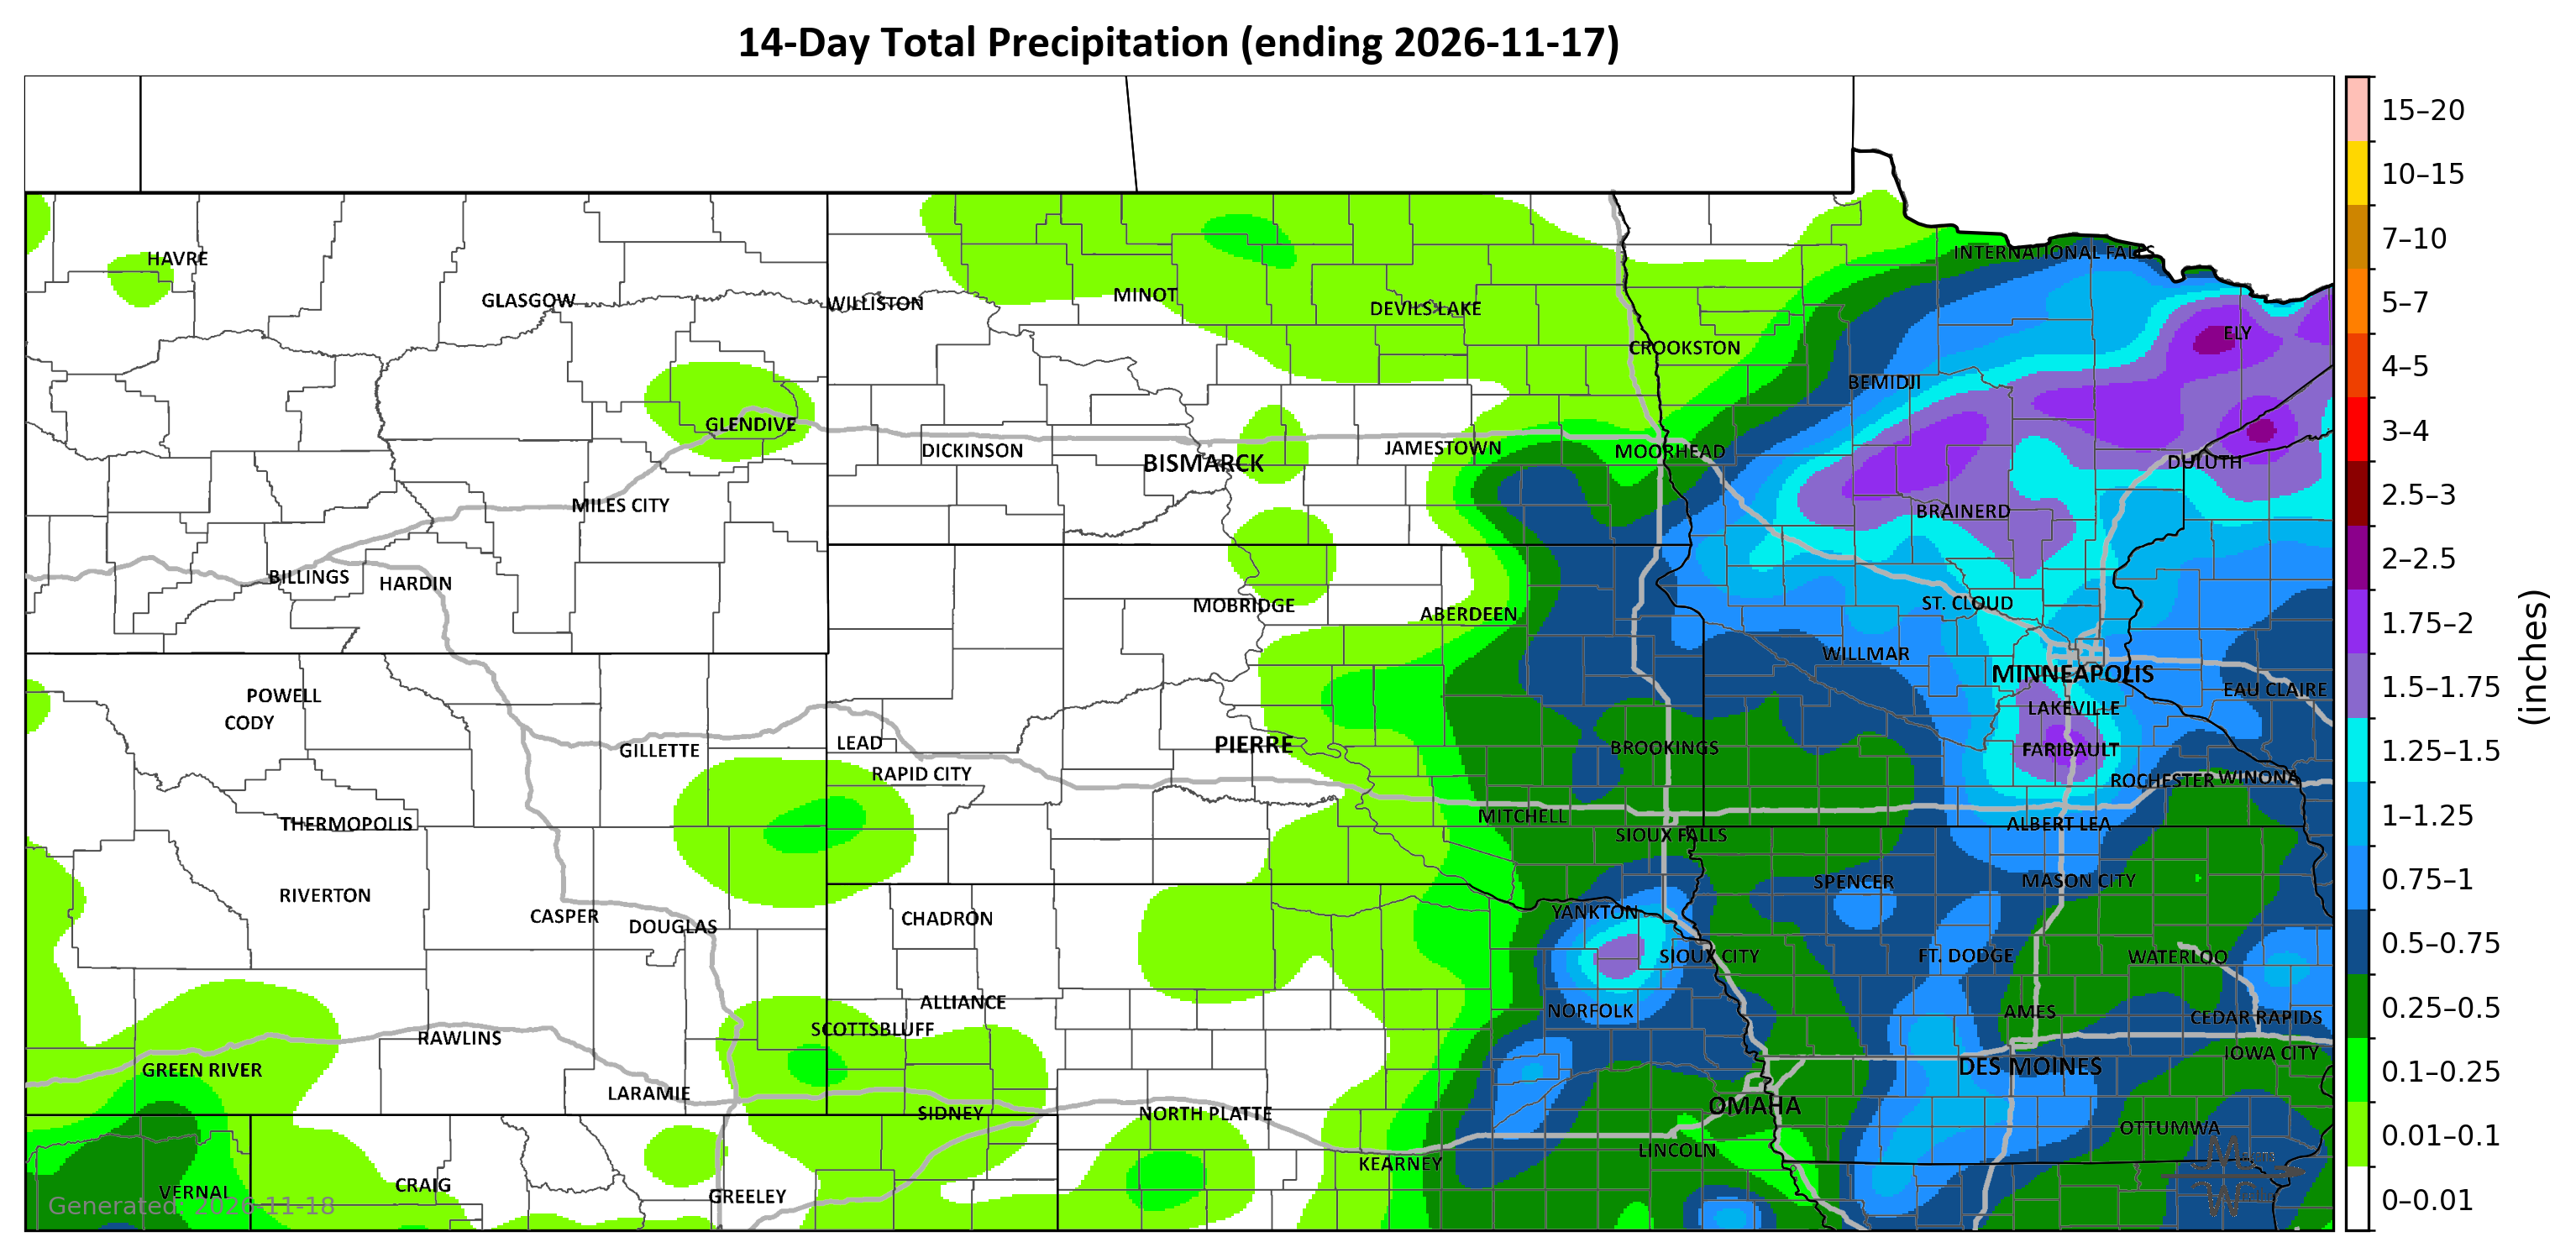 14-Day Total Precipitation (ending 2026-11-17)
15–20
10–15
7–10
5–7
4–5
3–4
2.5–3
2–2.5
1.75–2
1.5–1.75
1.25–1.5
1–1.25
0.75–1
0.5–0.75
0.25–0.5
0.1–0.25
0.01–0.1
0–0.01
(inches)
INTERNATIONAL FALLS
HAVRE
GLASGOW
WILLISTON
MINOT
DEVILS LAKE
ELY
CROOKSTON
BEMIDJI
GLENDIVE
DICKINSON
BISMARCK
JAMESTOWN
MOORHEAD
DULUTH
MILES CITY
BRAINERD
BILLINGS
HARDIN
MOBRIDGE
ABERDEEN
ST. CLOUD
WILLMAR
MINNEAPOLIS
EAU CLAIRE
POWELL
CODY
LAKEVILLE
GILLETTE
LEAD
PIERRE
BROOKINGS
FARIBAULT
RAPID CITY
ROCHESTER
WINONA
THERMOPOLIS
MITCHELL
SIOUX FALLS
ALBERT LEA
RIVERTON
SPENCER
MASON CITY
CASPER
DOUGLAS
CHADRON
YANKTON
SIOUX CITY
FT. DODGE
WATERLOO
ALLIANCE
NORFOLK
AMES
CEDAR RAPIDS
SCOTTSBLUFF
RAWLINS
IOWA CITY
GREEN RIVER
DES MOINES
LARAMIE
SIDNEY
NORTH PLATTE
OMAHA
OTTUMWA
KEARNEY
LINCOLN
VERNAL
CRAIG
GREELEY
Generated: 2026-11-18